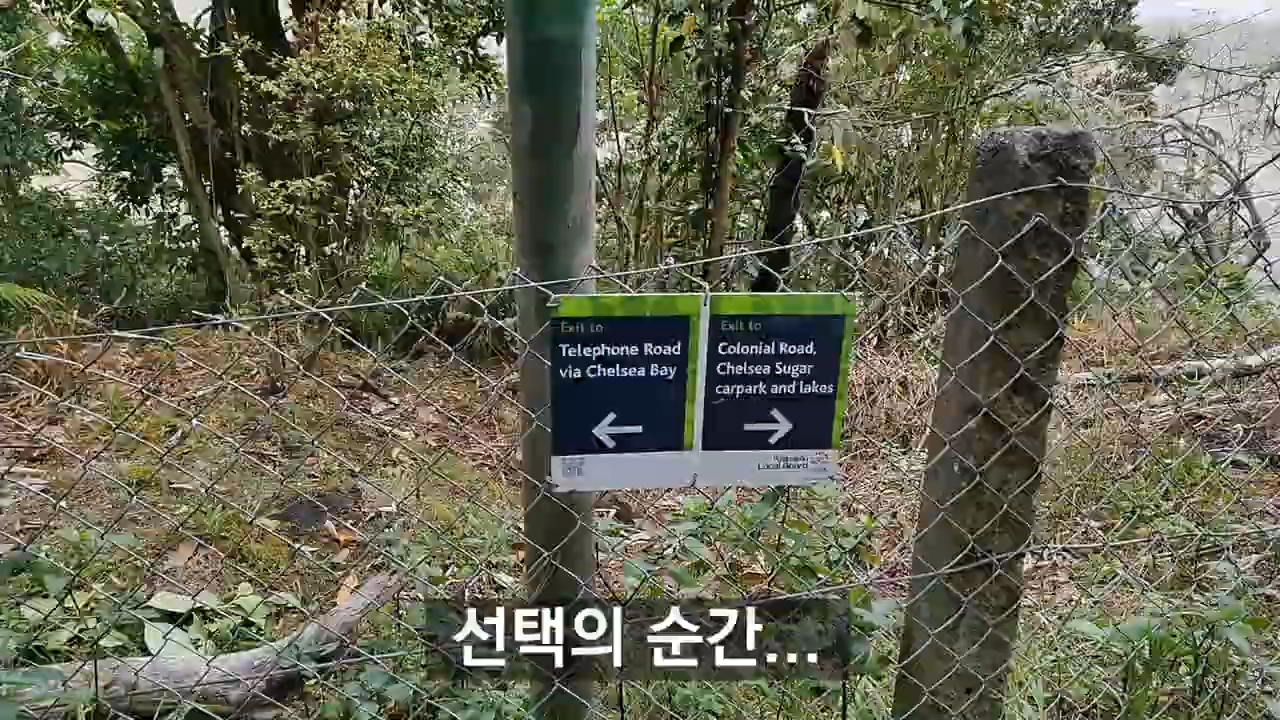 Exit to
Telephone Road
via Chelsea Bay
Exit to
Colonial Road,
Chelsea Sugar
carpark and lakes
Local Board
선택의 순간...